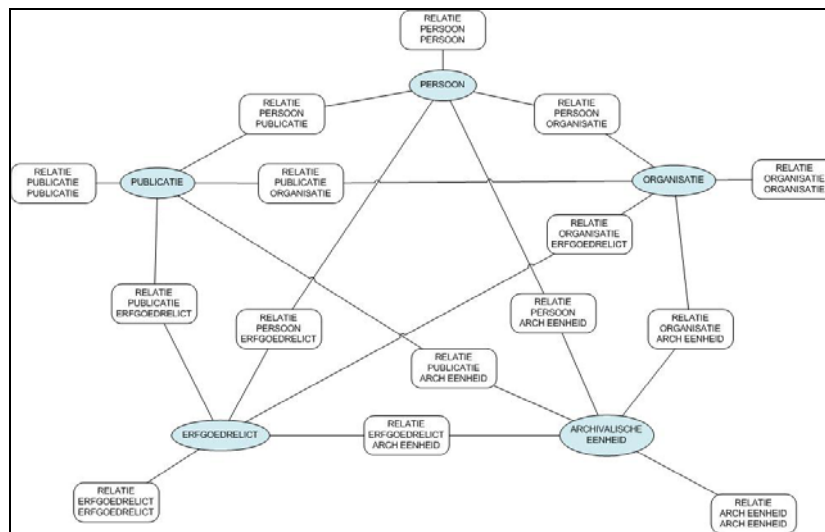 RELATIE
PERSOON
PERSOON
PERSOON
RELATIE
PERSOON
PUBLICATIE
RELATIE
PERSOON
ORGANISATIE
RELATIE
PUBLICATIE
PUBLICATIE
PUBLICATIE
RELATIE
PUBLICATIE
ORGANISATIE
ORGANISATIE
RELATIE
ORGANISATIE
ORGANISATIE
RELATIE
ORGANISATIE
ERFGOEDRELICT
RELATIE
PUBLICATIE
ERFGOEDRELICT
RELATIE
PERSOON
ERFGOEDRELICT
RELATIE
PERSOON
ARCH EENHEID
RELATIE
ORGANISATIE
ARCH EENHEID
RELATIE
PUBLICATIE
ARCH EENHEID
ERFGOEDRELICT
RELATIE
ERFGOEDRELICT
ARCH EENHEID
ARCHIVALISCHE
EENHEID
RELATIE
ERFGOEDRELICT
ERFGOEDRELICT
RELATIE
ARCH EENHEID
ARCH EENHEID